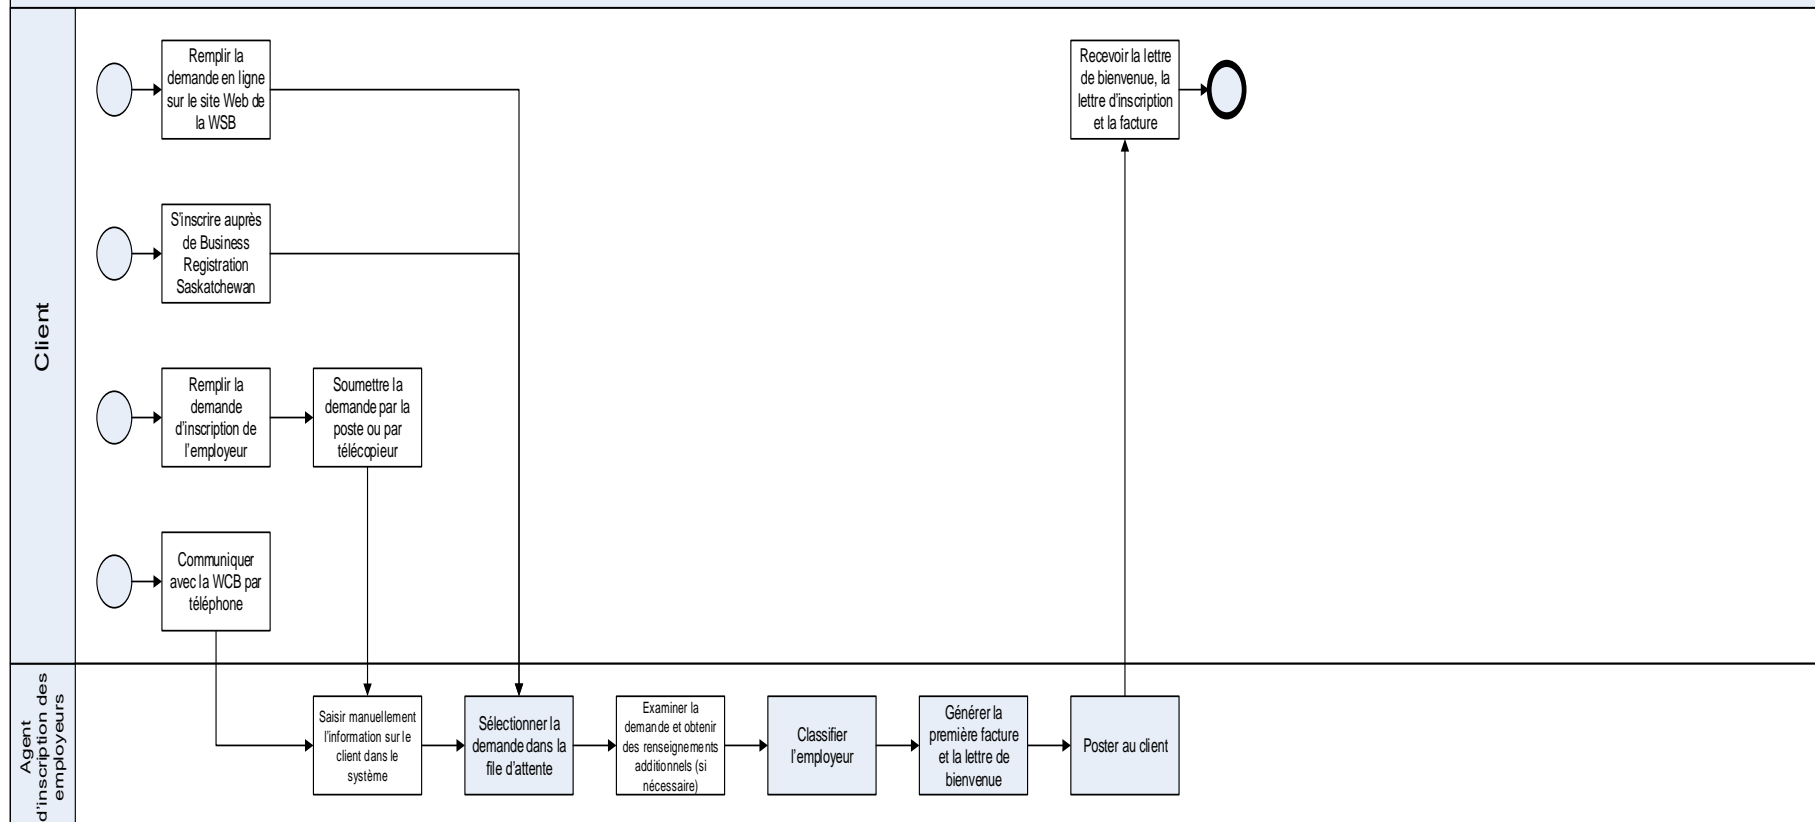 Client
Remplir la
demande en ligne
sur le site Web de
la WSB
Recevoir la lettre
de bienvenue, la
lettre d'inscription
et la facture
S'inscrire auprès
de Business
Registration
Saskatchewan
Remplir la
demande
d'inscription de
l'employeur
Soumettre la
demande par la
poste ou par
télécopieur
Communiquer
avec la WCB par
téléphone
Agent
d'inscription des
employeurs
Saisir manuellement
l'information sur le
client dans le
système
Sélectionner la
demande dans la
file d'attente
Examiner la
demande et obtenir
des renseignements
additionnels (si
nécessaire)
Classifier
l'employeur
Générer la
première facture
et la lettre de
bienvenue
Poster au client